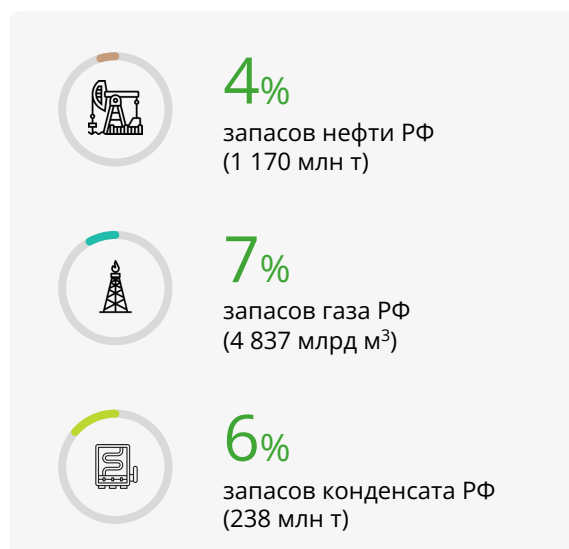 4%
запасов нефти РФ
(1 170 млн т)
7%
запасов газа РФ
(4 837 млрд м³)
6%
запасов конденсата РФ
(238 млн т)